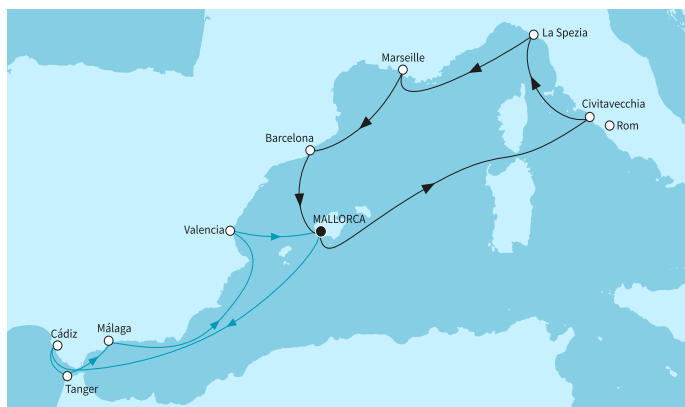 La Spezia
Marseille
Civitavecchia
Rom
Barcelona
MALLORCA
Valencia
Cádiz
Málaga
Tanger